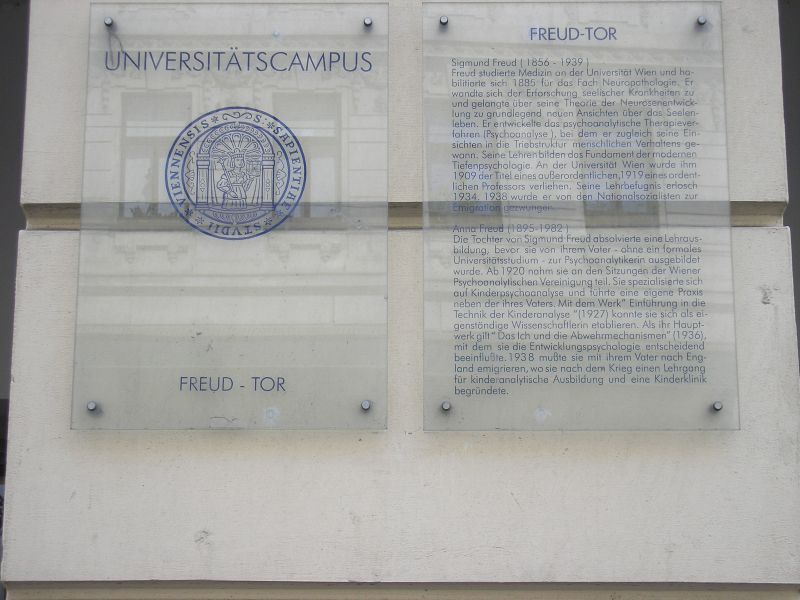 UNIVERSITÄTSCAMPUS
S · SAPIENTIAE · STVDII · VIENNENSIS
FREUD - TOR
FREUD-TOR
Sigmund Freud ( 1856 - 1939 )
Freud studierte Medizin an der Universität Wien und ha-
bilitierte sich 1885 für das Fach Neuropathologie. Er
wandte sich der Erforschung seelischer Krankheiten zu
und gelangte über seine Theorie der Neurosenentwick-
lung zu grundlegend neuen Ansichten über das Seelen-
leben. Er entwickelte das psychoanalytische Therapiever-
fahren (Psychoanalyse ), bei dem er zugleich seine Ein-
sichten in die Triebstruktur menschlichen Verhaltens ge-
wann. Seine Lehren bilden das Fundament der modernen
Tiefenpsychologie. An der Universität Wien wurde ihm
1909 der Titel eines außerordentlichen,1919 eines ordent-
lichen Professors verliehen. Seine Lehrbefugnis erlosch
1934. 1938 wurde er von den Nationalsozialisten zur
Emigration gezwungen.
Anna Freud (1895-1982 )
Die Tochter von Sigmund Freud absolvierte eine Lehraus-
bildung, bevor sie von ihrem Vater - ohne ein formales
Universitätsstudium - zur Psychoanalytikerin ausgebildet
wurde. Ab 1920 nahm sie an den Sitzungen der Wiener
Psychoanalytischen Vereinigung teil. Sie spezialisierte sich
auf Kinderpsychoanalyse und führte eine eigene Praxis
neben der ihres Vaters. Mit dem Werk" Einführung in die
Technik der Kinderanalyse "(1927) konnte sie sich als ei-
genständige Wissenschaftlerin etablieren. Als ihr Haupt-
werk gilt" Das Ich und die Abwehrmechanismen" (1936),
mit dem sie die Entwicklungspsychologie entscheidend
beeinflußte. 1938 mußte sie mit ihrem Vater nach Eng-
land emigrieren, wo sie nach dem Krieg einen Lehrgang
für kinderanalytische Ausbildung und eine Kinderklinik
begründete.